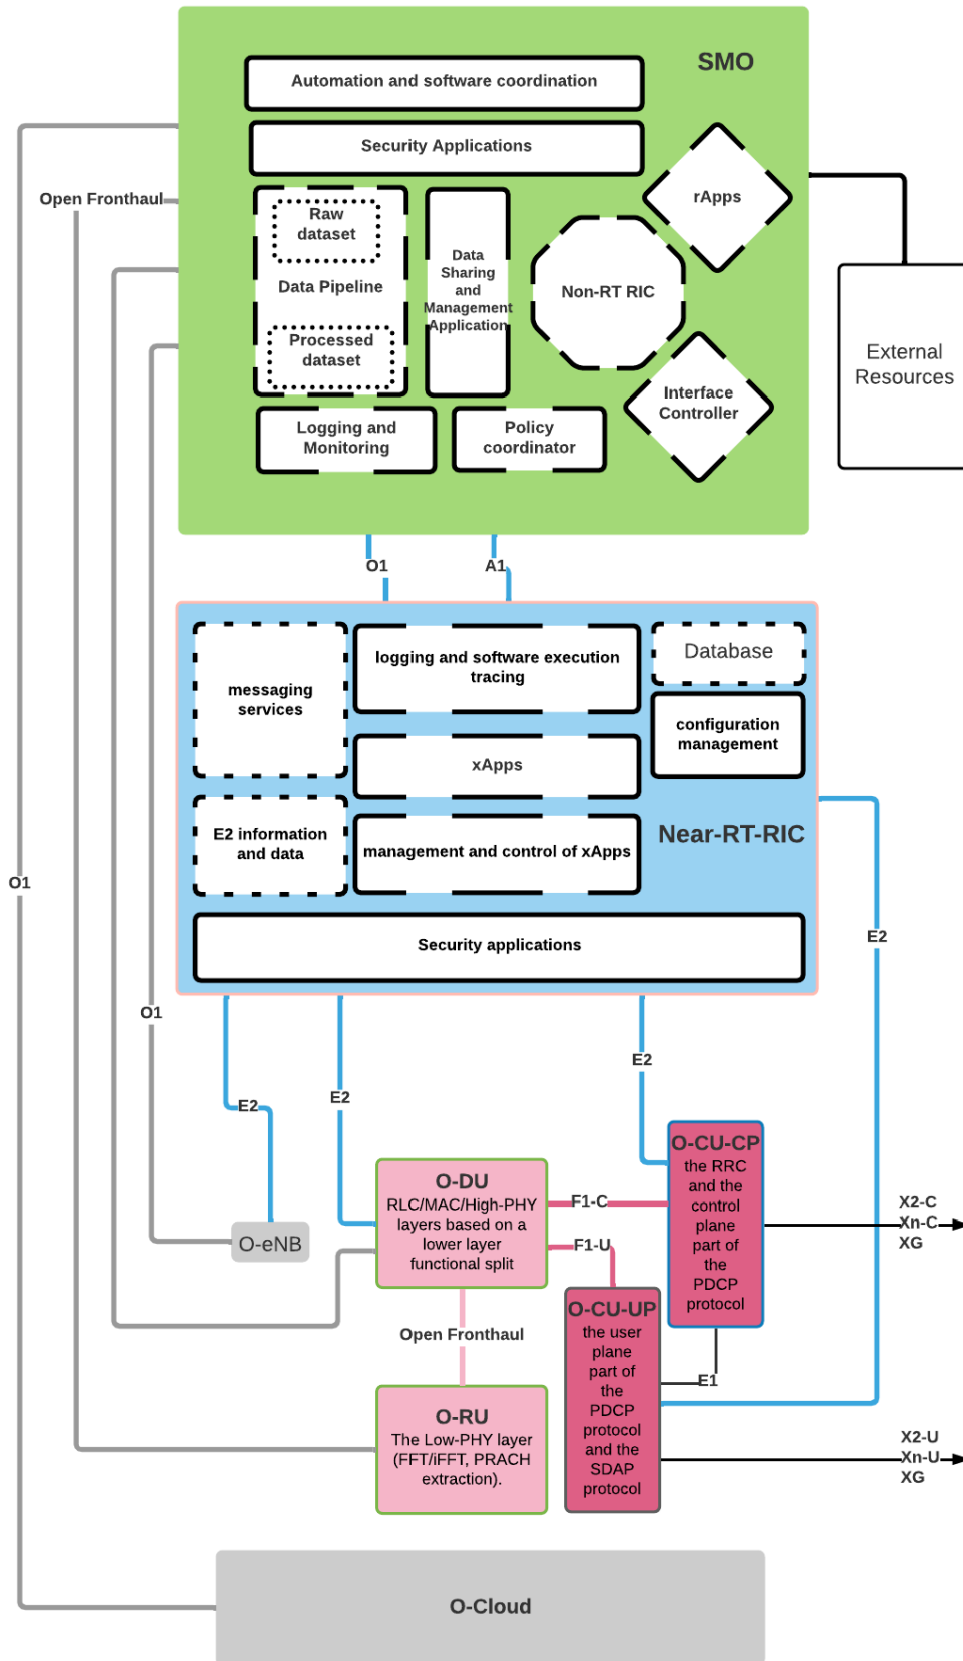 SMO
Automation and software coordination
Security Applications
Open Fronthaul
rApps
Raw
dataset
Data Pipeline
Processed
dataset
Data
Sharing
and
Management
Application
Non-RT RIC
External
Resources
Interface
Controller
Logging and
Monitoring
Policy
coordinator
O1
A1
messaging
services
logging and software execution
tracing
Database
configuration
management
xApps
E2 information
and data
management and control of xApps
Near-RT-RIC
O1
Security applications
E2
O1
E2
E2
E2
O-CU-CP
the RRC
and the
control
plane
part of
the
PDCP
protocol
O-DU
RLC/MAC/High-PHY
layers based on a
lower layer
functional split
F1-C
F1-U
X2-C
Xn-C
XG
O-eNB
Open Fronthaul
O-CU-UP
the user
plane
part of
the
PDCP
protocol
and the
SDAP
protocol
E1
O-RU
The Low-PHY layer
(FFT/iFFT, PRACH
extraction).
X2-U
Xn-U
XG
O-Cloud